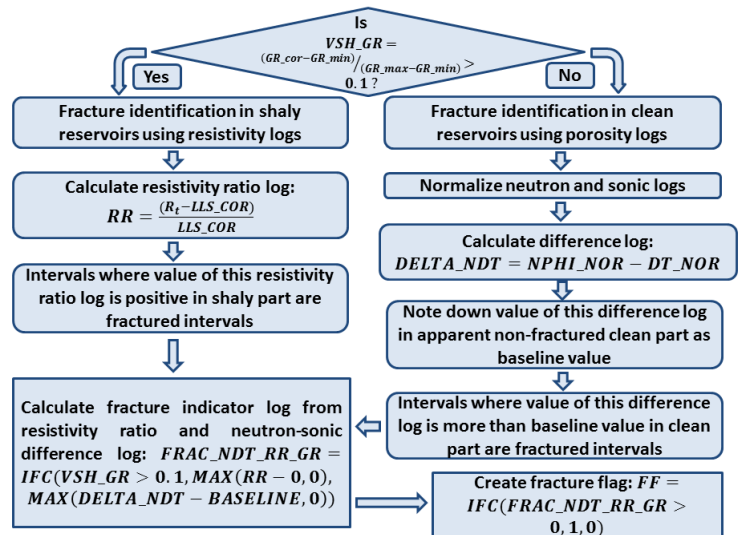 Is
VSH_GR =
(GR_cor−GR_min)/(GR_max−GR_min) >
0.1?
Yes
No
Fracture identification in shaly
reservoirs using resistivity logs
Calculate resistivity ratio log:
RR = (R_t−LLS_COR)/LLS_COR
Intervals where value of this resistivity
ratio log is positive in shaly part are
fractured intervals
Fracture identification in clean
reservoirs using porosity logs
Normalize neutron and sonic logs
Calculate difference log:
DELTA_NDT = NPHI_NOR − DT_NOR
Note down value of this difference log
in apparent non-fractured clean part as
baseline value
Intervals where value of this difference
log is more than baseline value in clean
part are fractured intervals
Calculate fracture indicator log from
resistivity ratio and neutron-sonic
difference log: FRAC_NDT_RR_GR =
IFC(VSH_GR > 0.1, MAX(RR − 0, 0),
MAX(DELTA_NDT − BASELINE, 0))
Create fracture flag: FF =
IFC(FRAC_NDT_RR_GR >
0, 1, 0)